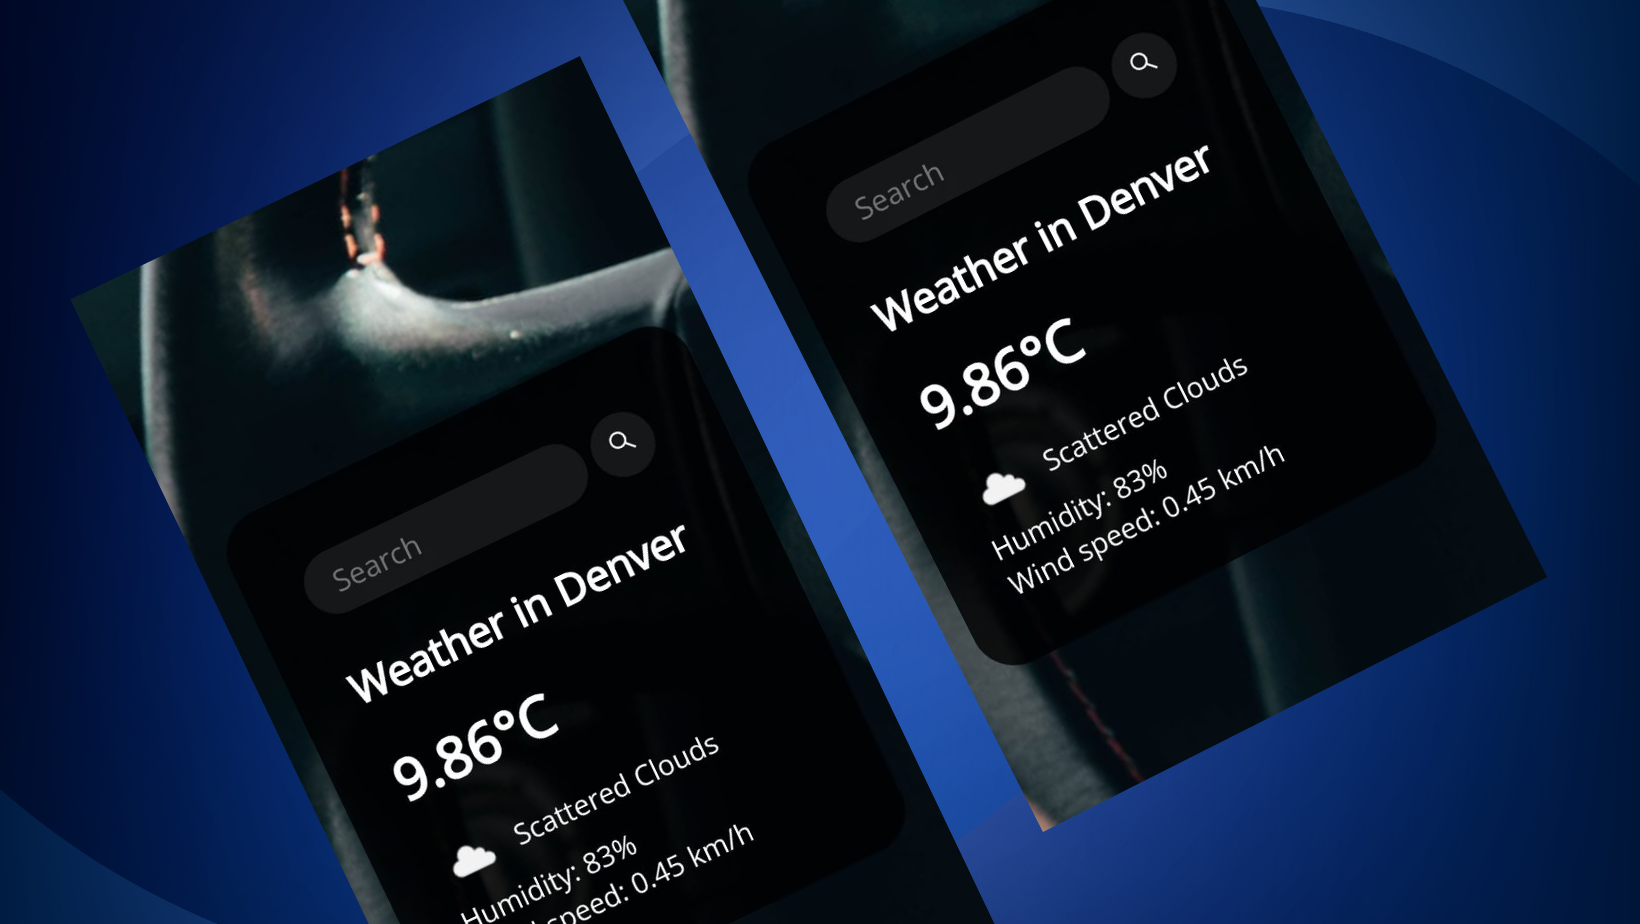 Search
Weather in Denver
9.86°C
Scattered Clouds
Humidity: 83%
speed: 0.45 km/h
Search
Weather in Denver
9.86°C
Scattered Clouds
Humidity: 83%
Wind speed: 0.45 km/h